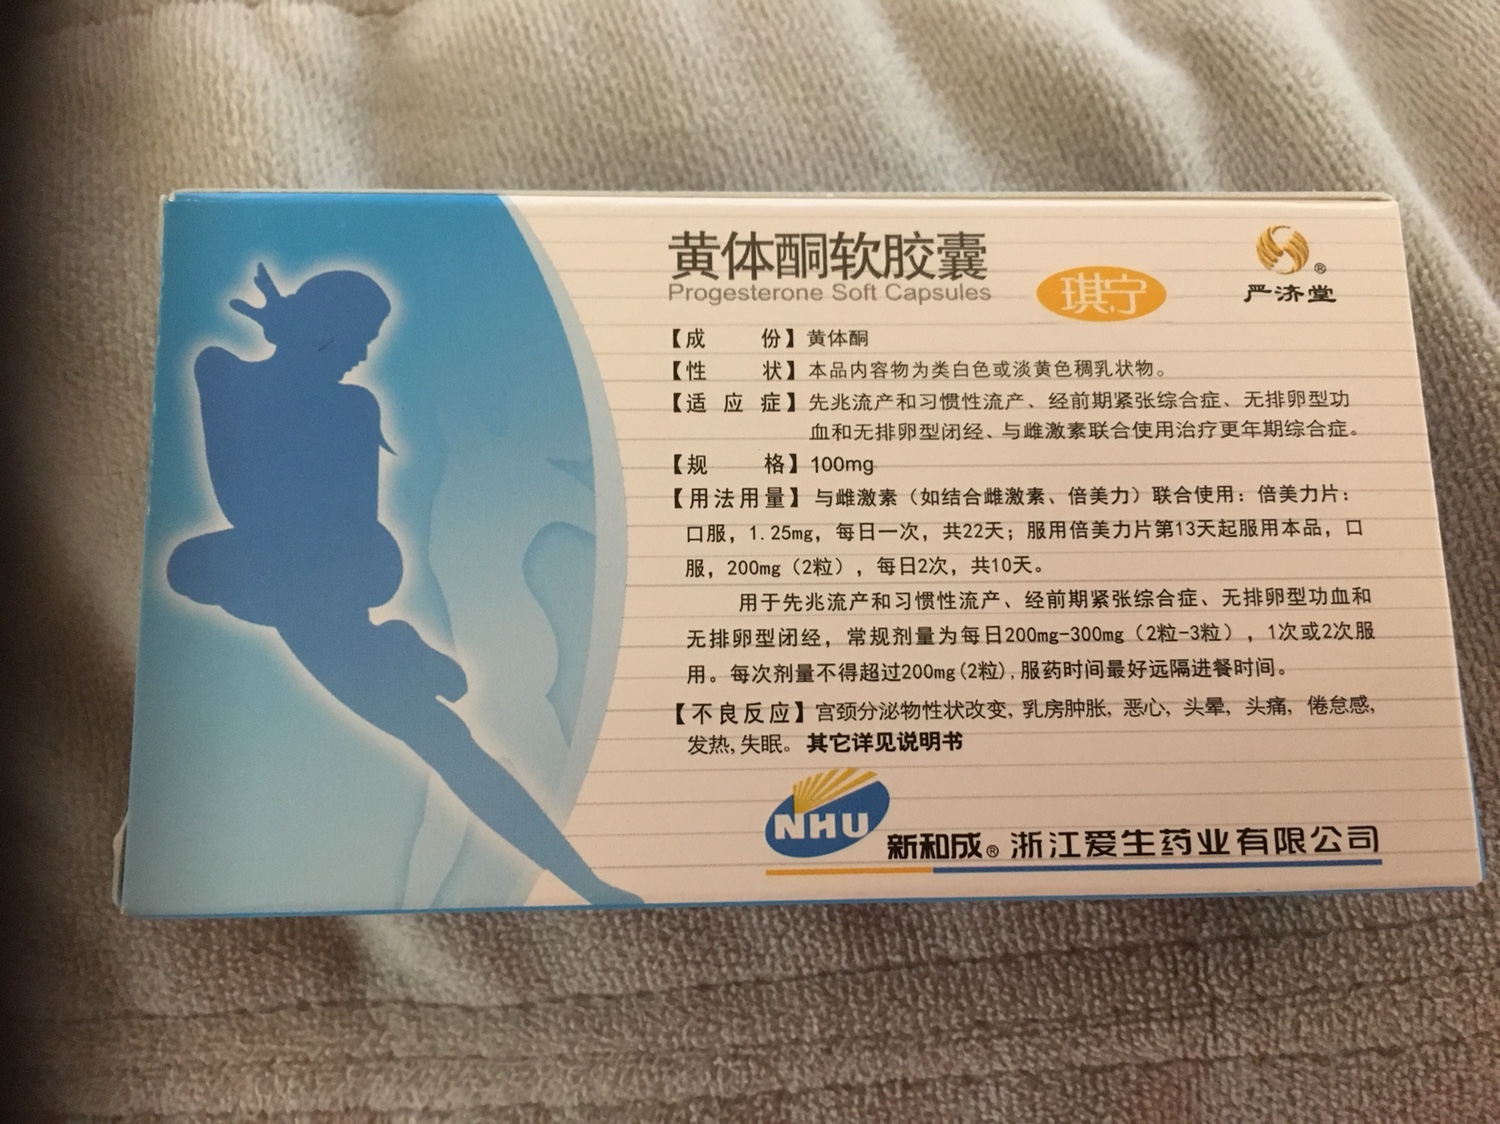 黄体酮软胶囊
Progesterone Soft Capsules
琪宁
®
严济堂
【成 份】黄体酮
【性 状】本品内容物为类白色或淡黄色稠乳状物。
【适 应 症】先兆流产和习惯性流产、经前期紧张综合症、无排卵型功
血和无排卵型闭经、与雌激素联合使用治疗更年期综合症。
【规 格】100mg
【用法用量】与雌激素（如结合雌激素、倍美力）联合使用：倍美力片：
口服，1.25mg，每日一次，共22天；服用倍美力片第13天起服用本品，口
服，200mg（2粒），每日2次，共10天。
用于先兆流产和习惯性流产、经前期紧张综合症、无排卵型功血和
无排卵型闭经，常规剂量为每日200mg-300mg（2粒-3粒），1次或2次服
用。每次剂量不得超过200mg(2粒),服药时间最好远隔进餐时间。
【不良反应】宫颈分泌物性状改变,乳房肿胀,恶心,头晕,头痛,倦怠感,
发热,失眠。其它详见说明书
NHU
新和成® 浙江爱生药业有限公司